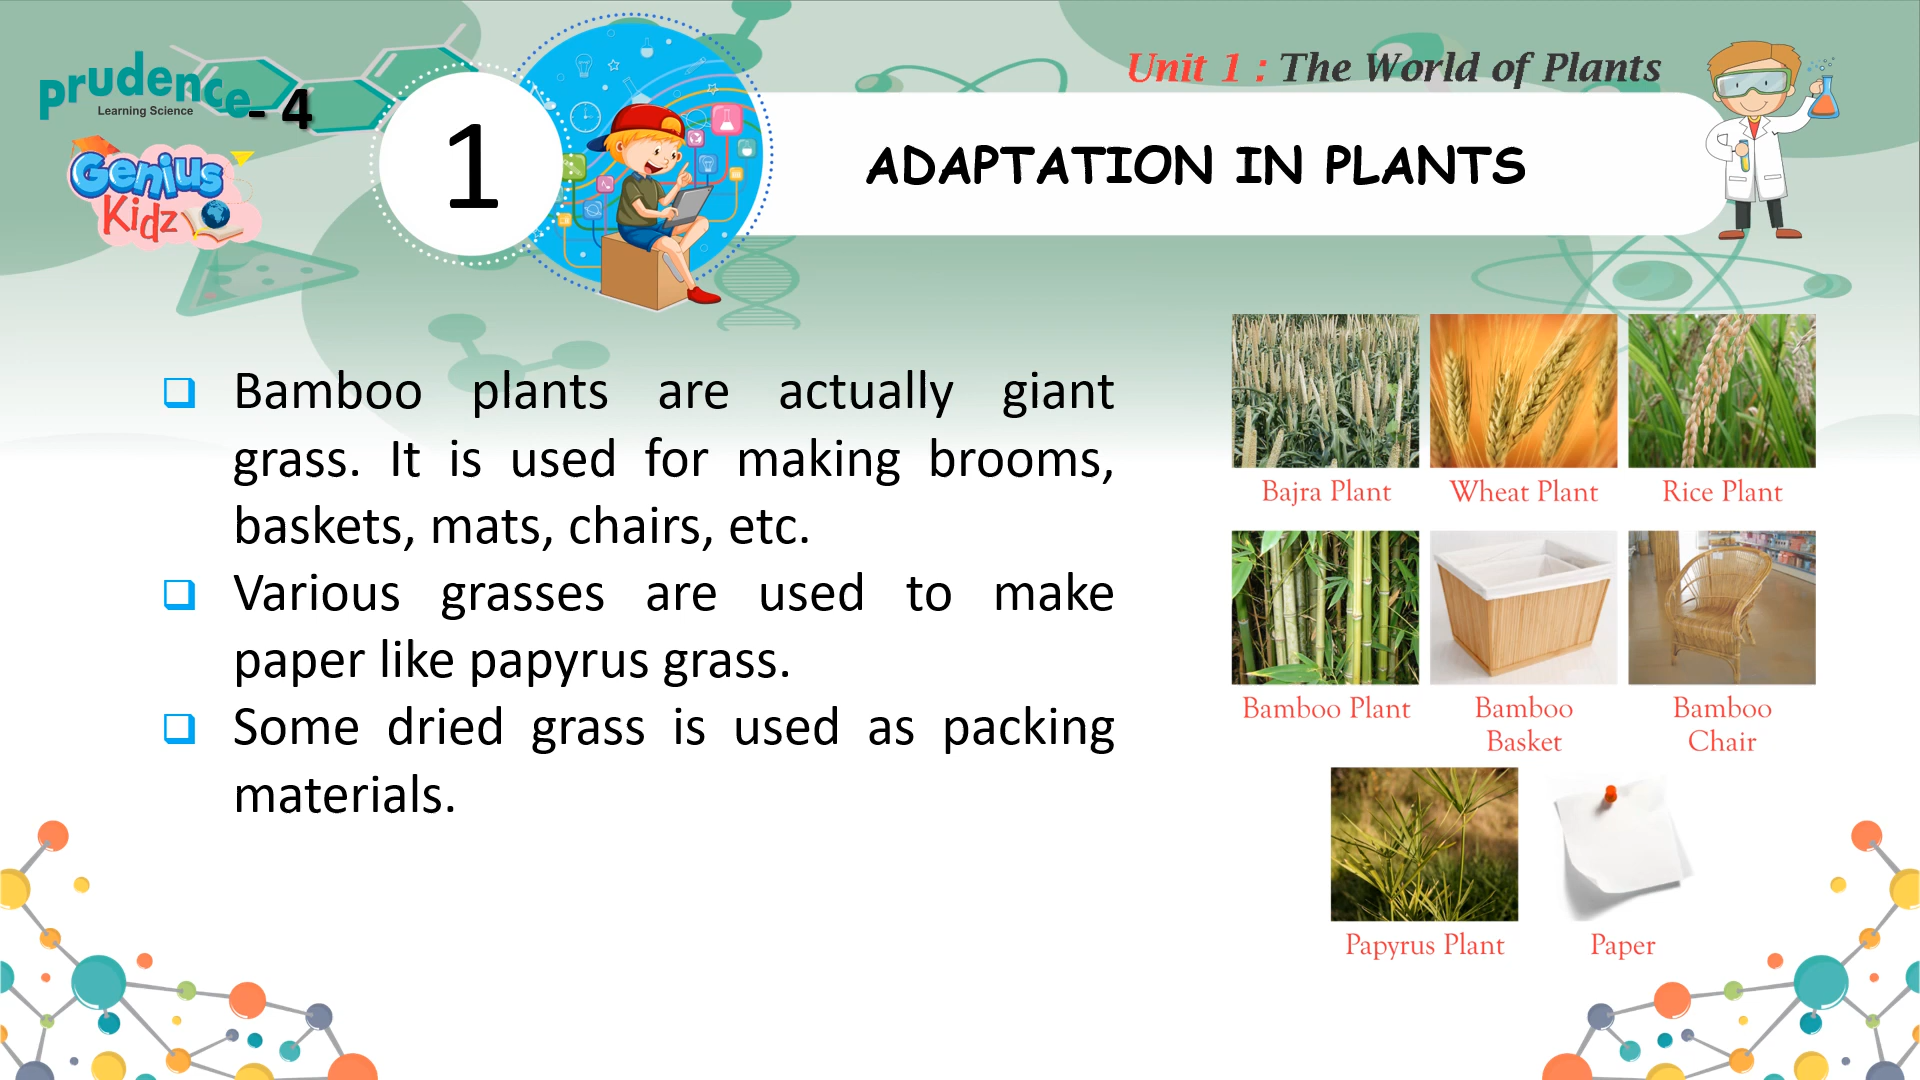 prudence - 4
Learning Science
Genius
Kidz
1
Unit 1 : The World of Plants
ADAPTATION IN PLANTS
Bamboo plants are actually giant
grass. It is used for making brooms,
baskets, mats, chairs, etc.
Various grasses are used to make
paper like papyrus grass.
Some dried grass is used as packing
materials.
Bajra Plant
Wheat Plant
Rice Plant
Bamboo Plant
Bamboo
Basket
Bamboo
Chair
Papyrus Plant
Paper